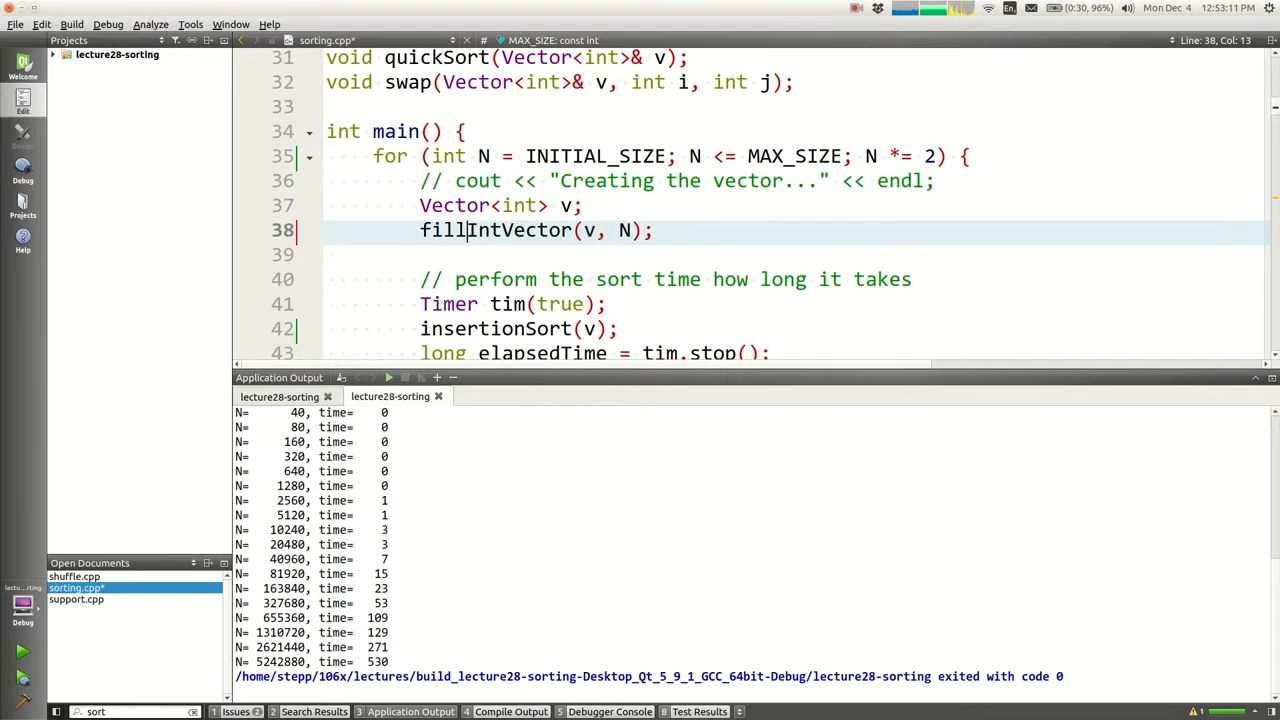 File Edit Build Debug Analyze Tools Window Help
En (0:30, 96%) Mon Dec 4 12:53:11 PM
Projects
sorting.cpp*
# MAX_SIZE: const int
Line: 38, Col: 13
lecture28-sorting
Welcome
Edit
Design
Debug
Projects
Help
31 void quickSort(Vector<int>& v);
32 void swap(Vector<int>& v, int i, int j);
33
34 int main() {
35 for (int N = INITIAL_SIZE; N <= MAX_SIZE; N *= 2) {
36 // cout << "Creating the vector..." << endl;
37 Vector<int> v;
38 fillIntVector(v, N);
39
40 // perform the sort time how long it takes
41 Timer tim(true);
42 insertionSort(v);
43 long elapsedTime = tim.stop();
Application Output
lecture28-sorting lecture28-sorting
N= 40, time= 0
N= 80, time= 0
N= 160, time= 0
N= 320, time= 0
N= 640, time= 0
N= 1280, time= 0
N= 2560, time= 1
N= 5120, time= 1
N= 10240, time= 3
N= 20480, time= 3
N= 40960, time= 7
N= 81920, time= 15
N= 163840, time= 23
N= 327680, time= 53
N= 655360, time= 109
N= 1310720, time= 129
N= 2621440, time= 271
N= 5242880, time= 530
/home/stepp/106x/lectures/build_lecture28-sorting-Desktop_Qt_5_9_1_GCC_64bit-Debug/lecture28-sorting exited with code 0
Open Documents
shuffle.cpp
sorting.cpp*
support.cpp
lectu...rting
Debug
sort
1 Issues 2
2 Search Results
3 Application Output
4 Compile Output
5 Debugger Console
8 Test Results
1